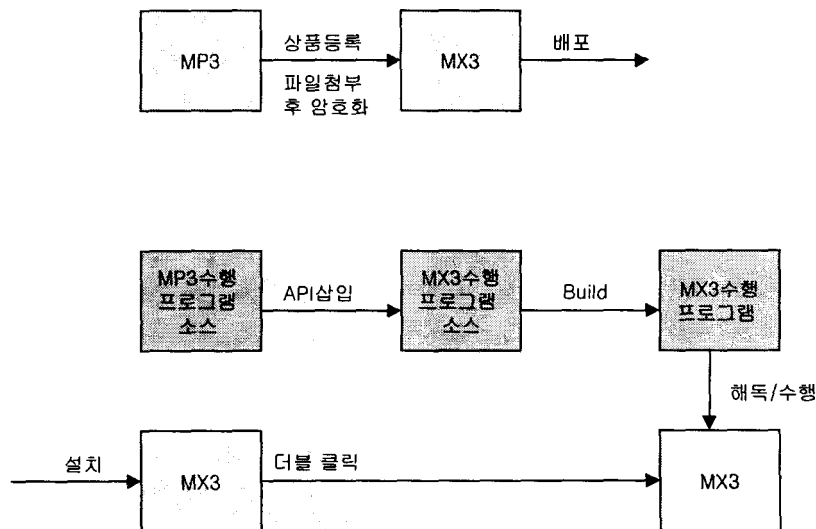 MP3
상품등록
파일첨부
후 암호화
MX3
배포
MP3수행
프로그램
소스
API삽입
MX3수행
프로그램
소스
Build
MX3수행
프로그램
해독/수행
설치
MX3
더블 클릭
MX3